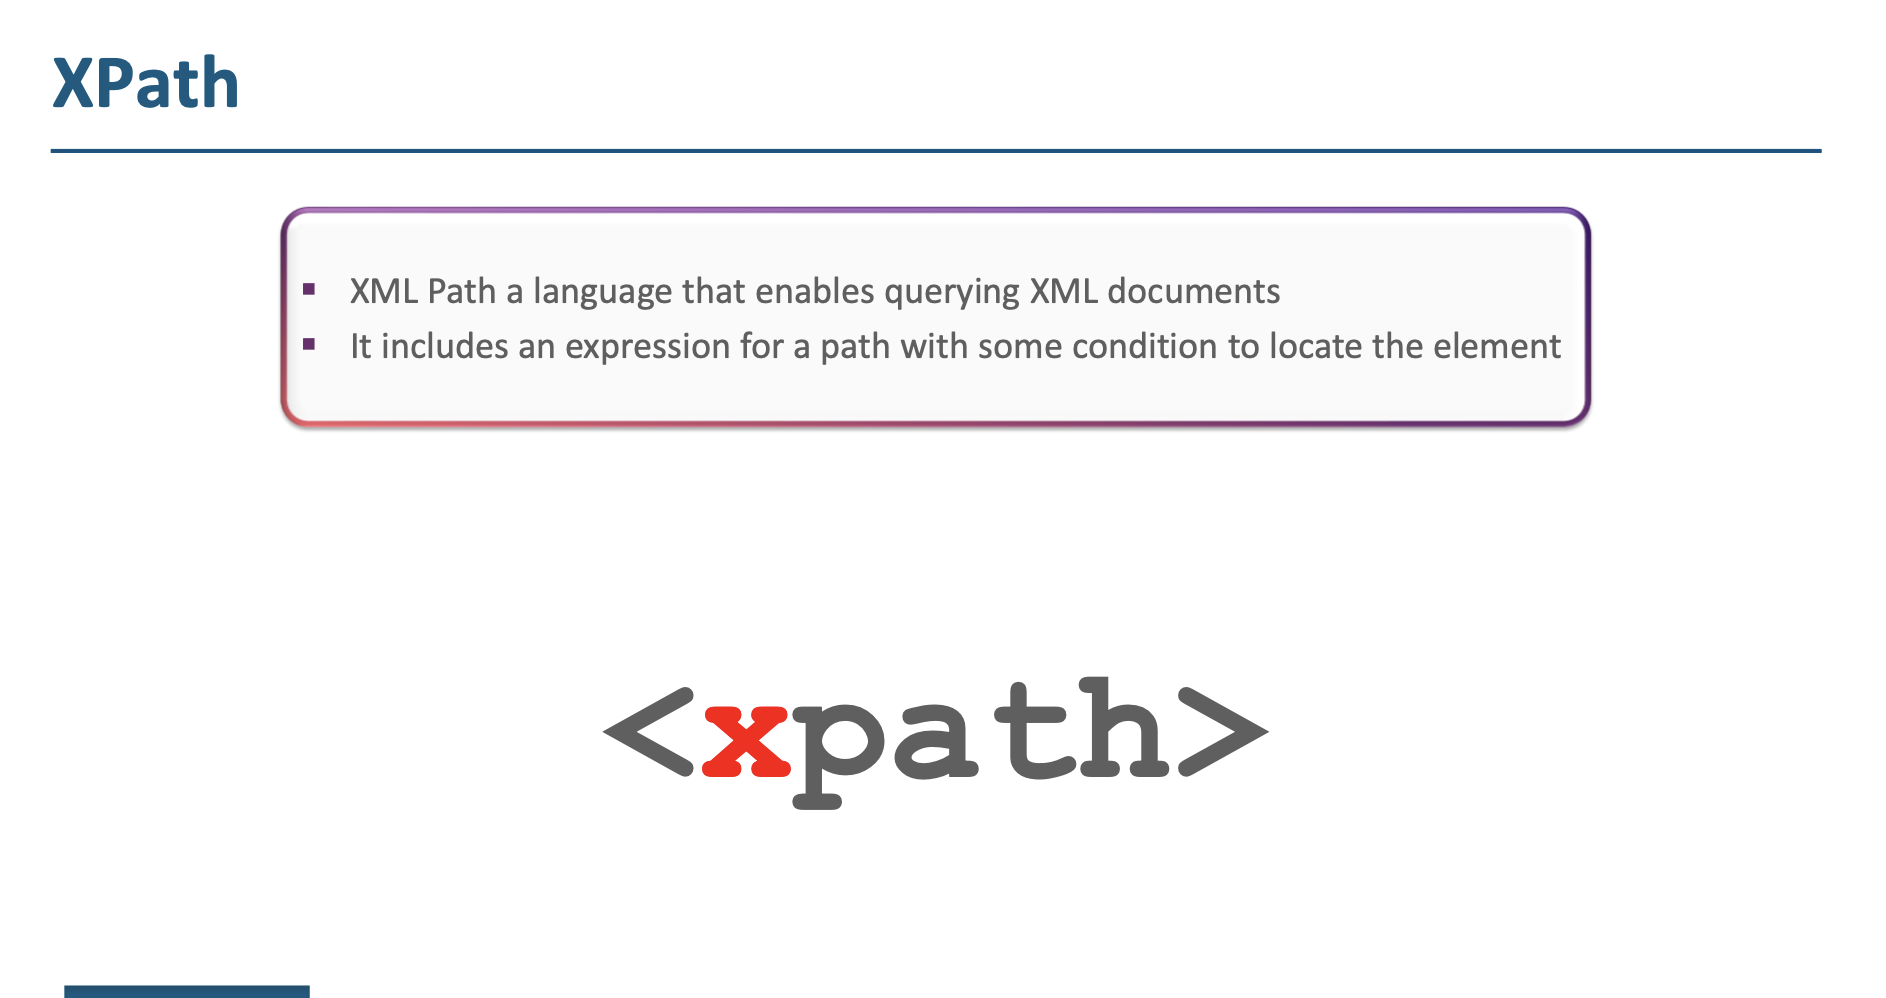 XPath
▪ XML Path a language that enables querying XML documents
▪ It includes an expression for a path with some condition to locate the element
<xpath>